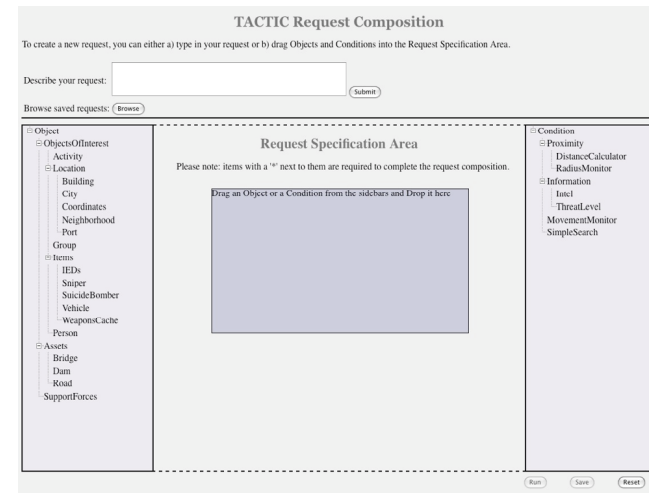 TACTIC Request Composition
To create a new request, you can either a) type in your request or b) drag Objects and Conditions into the Request Specification Area.
Describe your request:
Submit
Browse saved requests: Browse
Object
ObjectsOfInterest
Activity
Location
Building
City
Coordinates
Neighborhood
Port
Group
Items
IEDs
Sniper
SuicideBomber
Vehicle
WeaponsCache
Person
Assets
Bridge
Dam
Road
SupportForces
Request Specification Area
Please note: items with a '*' next to them are required to complete the request composition.
Drag an Object or a Condition from the sidebars and Drop it here
Condition
Proximity
DistanceCalculator
RadiusMonitor
Information
Intel
ThreatLevel
MovementMonitor
SimpleSearch
Run Save Reset